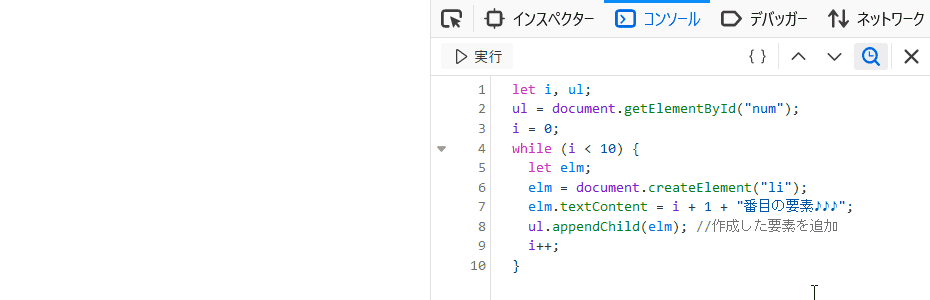 インスペクター コンソール デバッガー ネットワーク
実行 { }
1 let i, ul;
2 ul = document.getElementById("num");
3 i = 0;
4 while (i < 10) {
5 let elm;
6 elm = document.createElement("li");
7 elm.textContent = i + 1 + "番目の要素♪♪♪";
8 ul.appendChild(elm); //作成した要素を追加
9 i++;
10 }